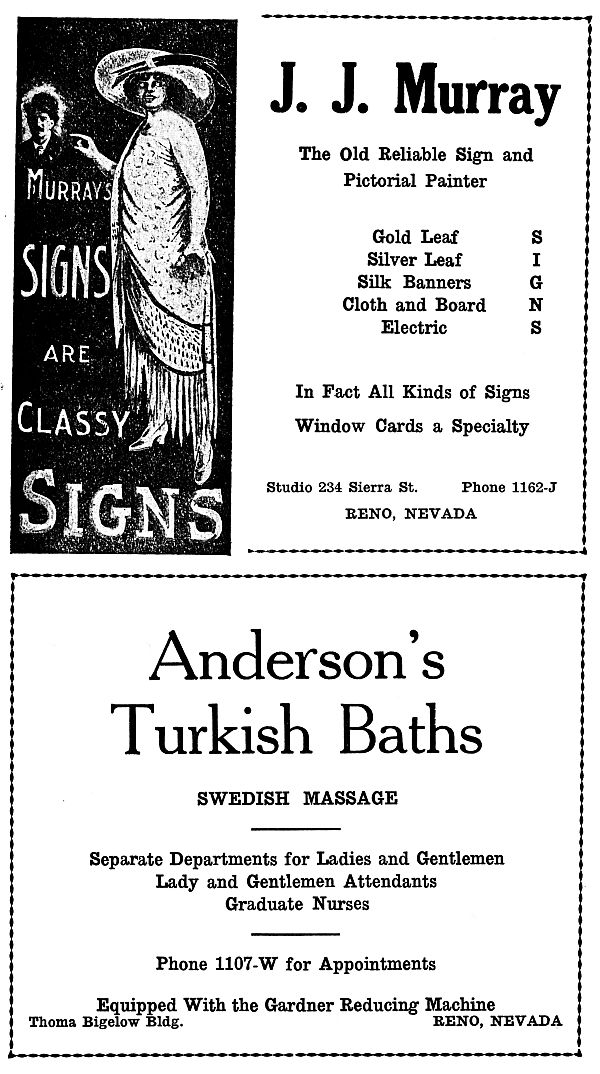 MURRAY'S
SIGNS
ARE
CLASSY
SIGNS
J. J. Murray
The Old Reliable Sign and
Pictorial Painter
Gold Leaf S
Silver Leaf I
Silk Banners G
Cloth and Board N
Electric S
In Fact All Kinds of Signs
Window Cards a Specialty
Studio 234 Sierra St. Phone 1162-J
RENO, NEVADA
Anderson's
Turkish Baths
SWEDISH MASSAGE
Separate Departments for Ladies and Gentlemen
Lady and Gentlemen Attendants
Graduate Nurses
Phone 1107-W for Appointments
Equipped With the Gardner Reducing Machine
Thoma Bigelow Bldg. RENO, NEVADA